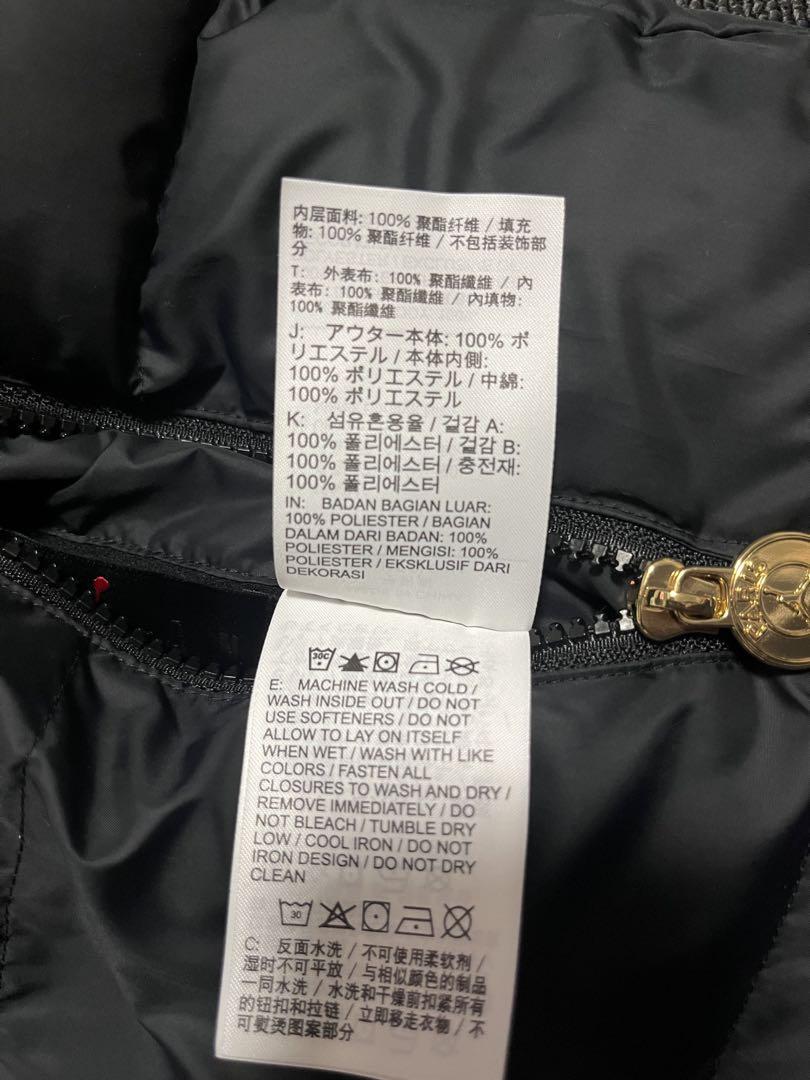 内层面料: 100% 聚酯纤维 / 填充
物: 100% 聚酯纤维 / 不包括装饰部
分
T: 外表布: 100% 聚酯纖維 / 內
表布: 100% 聚酯纖維 / 內填物:
100% 聚酯纖維
J: アウター本体: 100% ポ
リエステル / 本体内側:
100% ポリエステル / 中綿:
100% ポリエステル
K: 섬유혼용율 / 겉감 A:
100% 폴리에스터 / 겉감 B:
100% 폴리에스터 / 충전재:
100% 폴리에스터
IN: BADAN BAGIAN LUAR:
100% POLIESTER / BAGIAN
DALAM DARI BADAN: 100%
POLIESTER / MENGISI: 100%
POLIESTER / EKSKLUSIF DARI
DEKORASI
PARIS
30C
E: MACHINE WASH COLD /
WASH INSIDE OUT / DO NOT
USE SOFTENERS / DO NOT
ALLOW TO LAY ON ITSELF
WHEN WET / WASH WITH LIKE
COLORS / FASTEN ALL
CLOSURES TO WASH AND DRY /
REMOVE IMMEDIATELY / DO
NOT BLEACH / TUMBLE DRY
LOW / COOL IRON / DO NOT
IRON DESIGN / DO NOT DRY
CLEAN
30
C: 反面水洗 / 不可使用柔软剂 /
湿时不可平放 / 与相似颜色的制品
一同水洗 / 水洗和干燥前扣紧所有
的钮扣和拉链 / 立即移走衣物 / 不
可熨烫图案部分